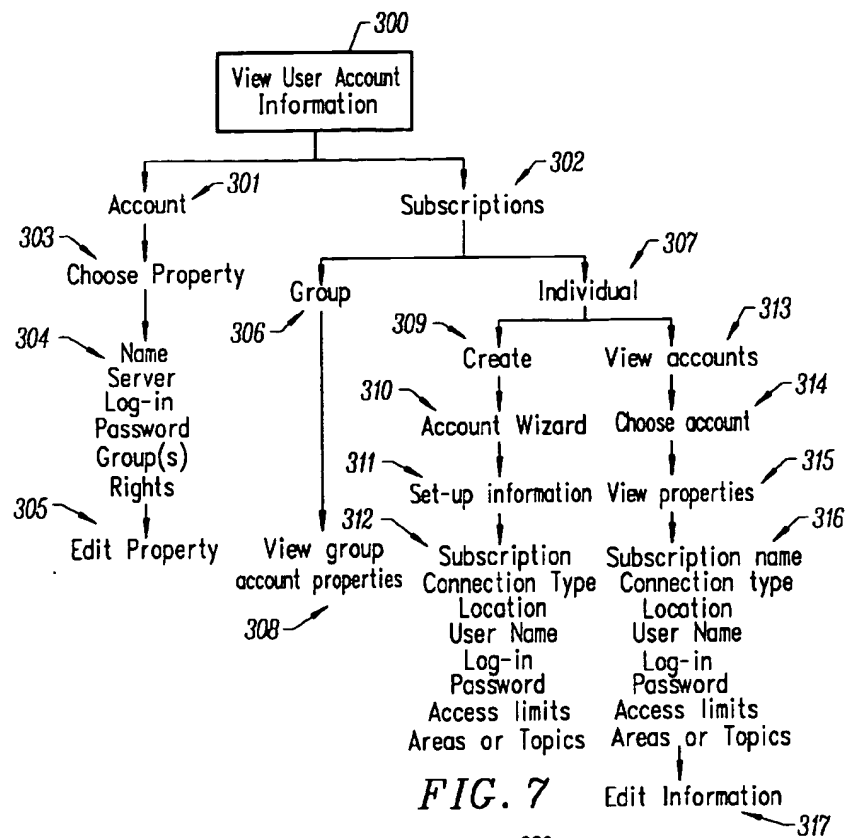 300
View User Account
Information
301
302
Account
Subscriptions
303
307
Choose Property
Group
306
Individual
309
313
304
Name
Server
Log-in
Password
Group(s)
Rights
Create
View accounts
310
314
Account Wizard
Choose account
311
315
Set-up information
View properties
305
312
316
Edit Property
View group
account properties
308
Subscription
Connection Type
Location
User Name
Log-in
Password
Access limits
Areas or Topics
Subscription name
Connection type
Location
User Name
Log-in
Password
Access limits
Areas or Topics
FIG. 7
Edit Information
317